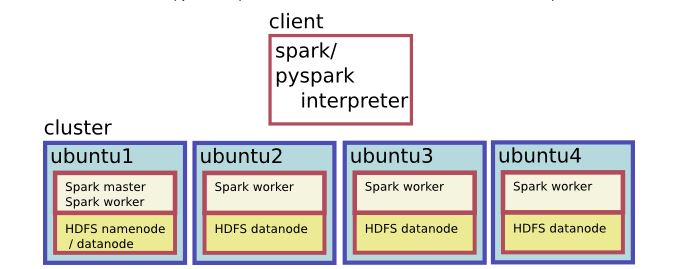 client
spark/
pyspark
interpreter
cluster
ubuntu1
Spark master
Spark worker
HDFS namenode
/ datanode
ubuntu2
Spark worker
HDFS datanode
ubuntu3
Spark worker
HDFS datanode
ubuntu4
Spark worker
HDFS datanode